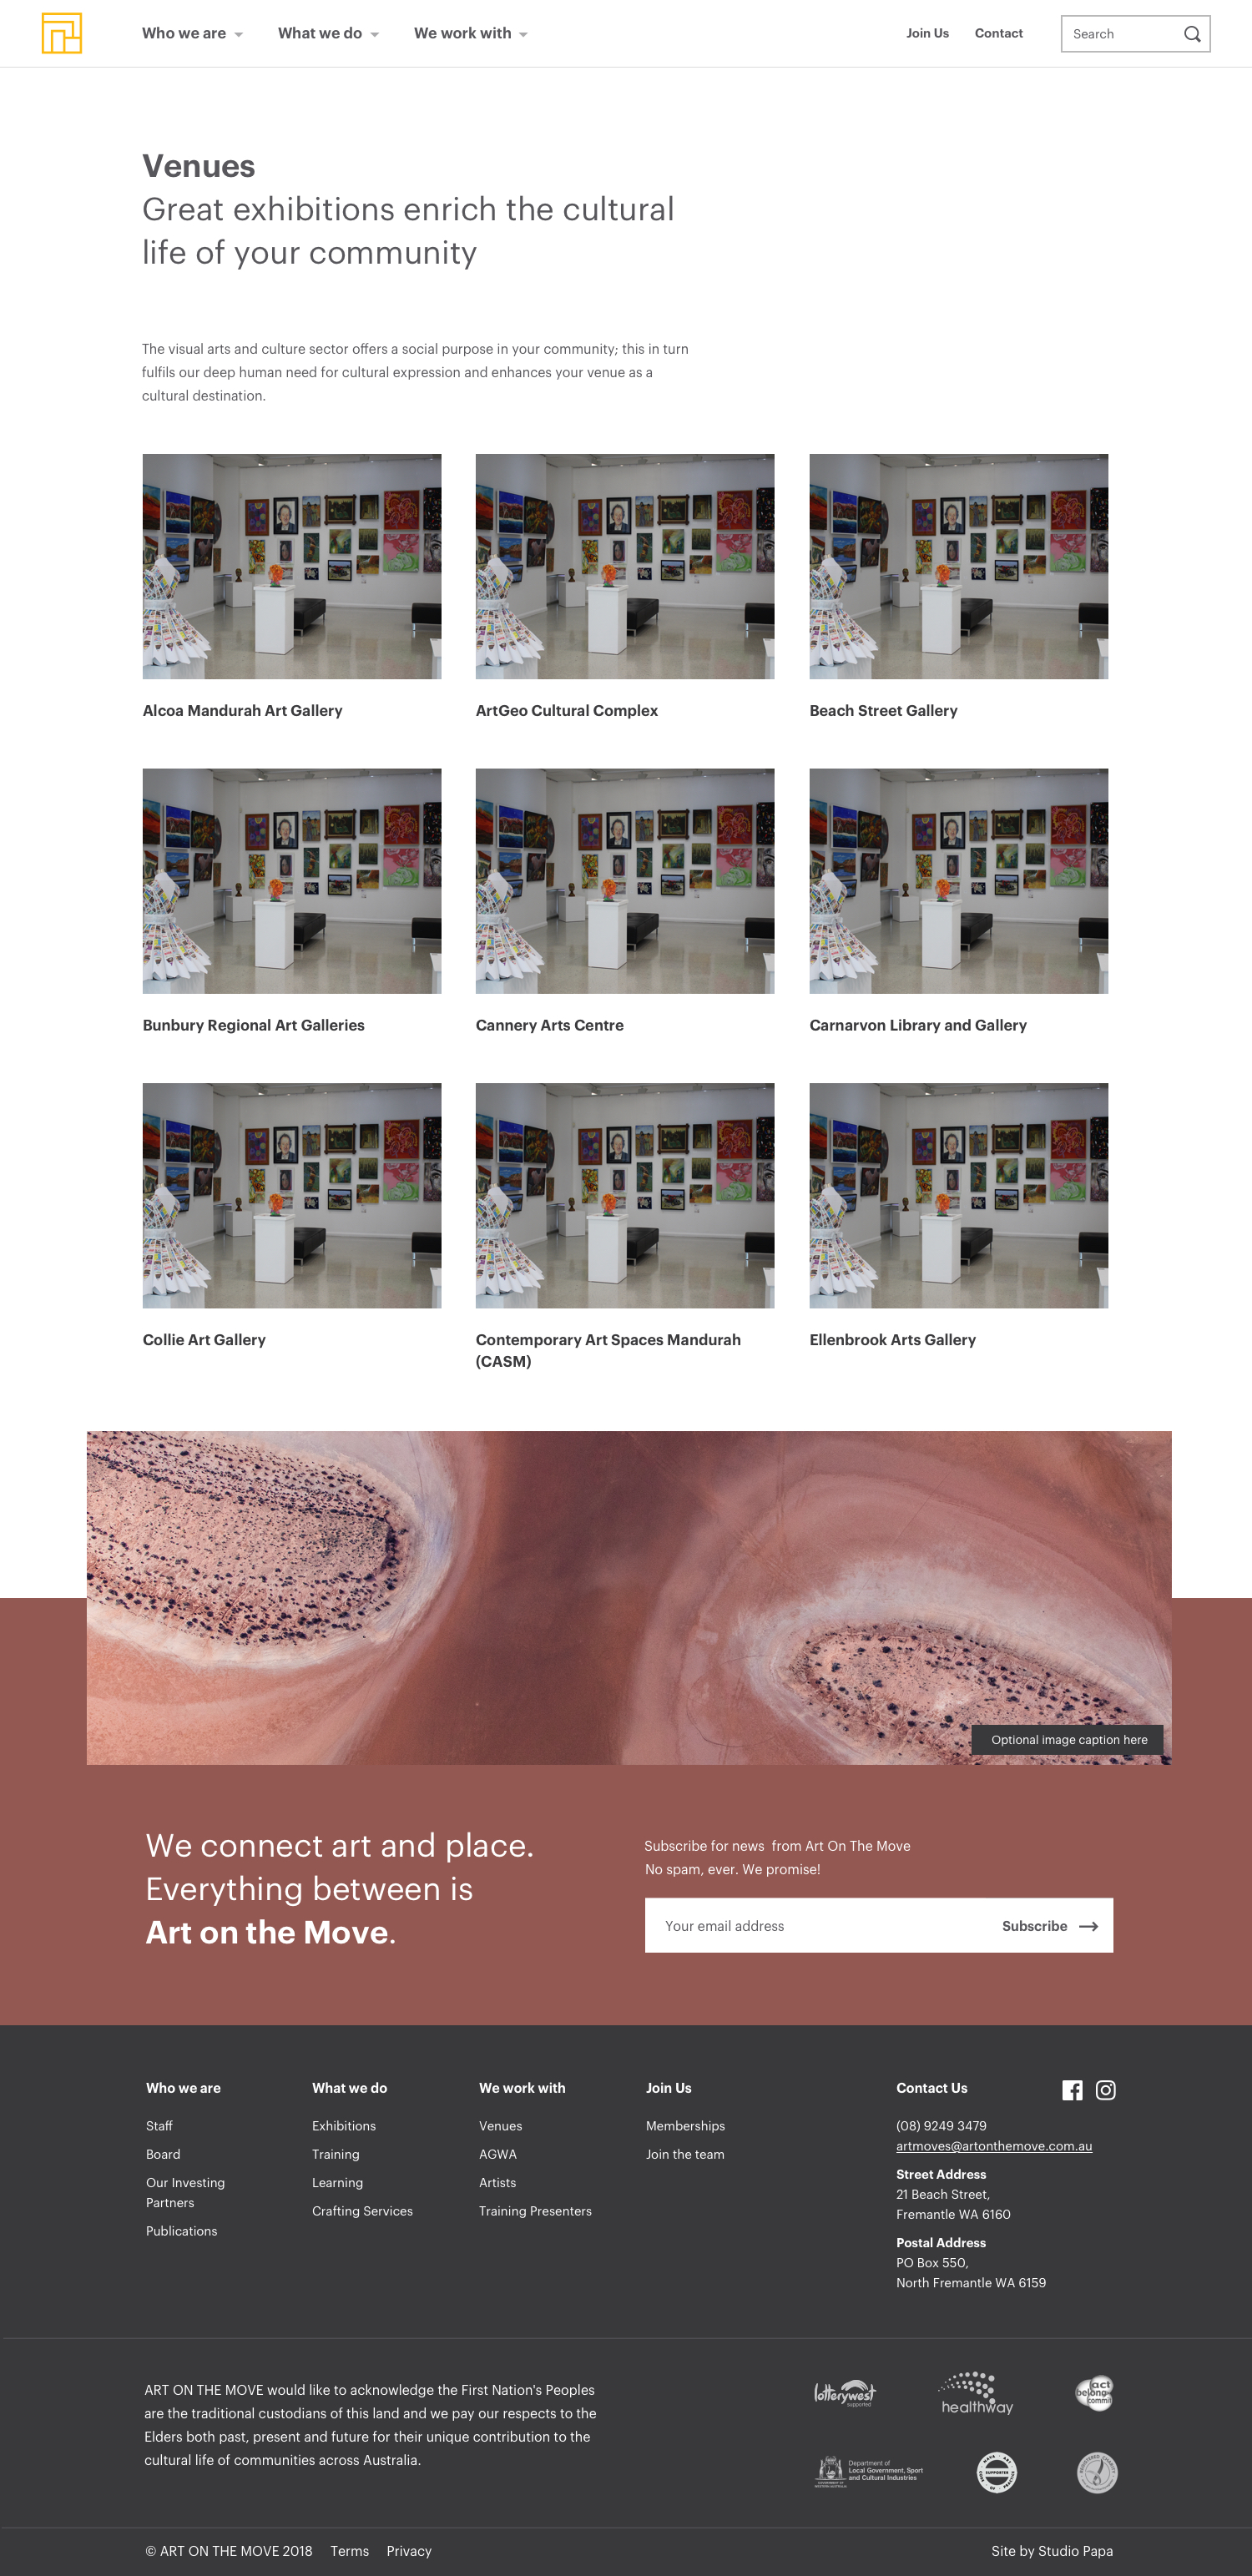 Who we are
What we do
We work with
Join Us
Contact
Search
Venues
Great exhibitions enrich the cultural
life of your community
The visual arts and culture sector offers a social purpose in your community; this in turn
fulfils our deep human need for cultural expression and enhances your venue as a
cultural destination.
Alcoa Mandurah Art Gallery
ArtGeo Cultural Complex
Beach Street Gallery
Bunbury Regional Art Galleries
Cannery Arts Centre
Carnarvon Library and Gallery
Collie Art Gallery
Contemporary Art Spaces Mandurah
(CASM)
Ellenbrook Arts Gallery
Optional image caption here
We connect art and place.
Everything between is
Art on the Move.
Subscribe for news  from Art On The Move
No spam, ever. We promise!
Your email address
Subscribe
Who we are
Staff
Board
Our Investing
Partners
Publications
What we do
Exhibitions
Training
Learning
Crafting Services
We work with
Venues
AGWA
Artists
Training Presenters
Join Us
Memberships
Join the team
Contact Us
(08) 9249 3479
artmoves@artonthemove.com.au
Street Address
21 Beach Street,
Fremantle WA 6160
Postal Address
PO Box 550,
North Fremantle WA 6159
ART ON THE MOVE would like to acknowledge the First Nation's Peoples
are the traditional custodians of this land and we pay our respects to the
Elders both past, present and future for their unique contribution to the
cultural life of communities across Australia.
lotterywest
supported
healthway
act
belong
commit
Department of
Local Government, Sport
and Cultural Industries
SUPPORTER
© ART ON THE MOVE 2018
Terms
Privacy
Site by Studio Papa